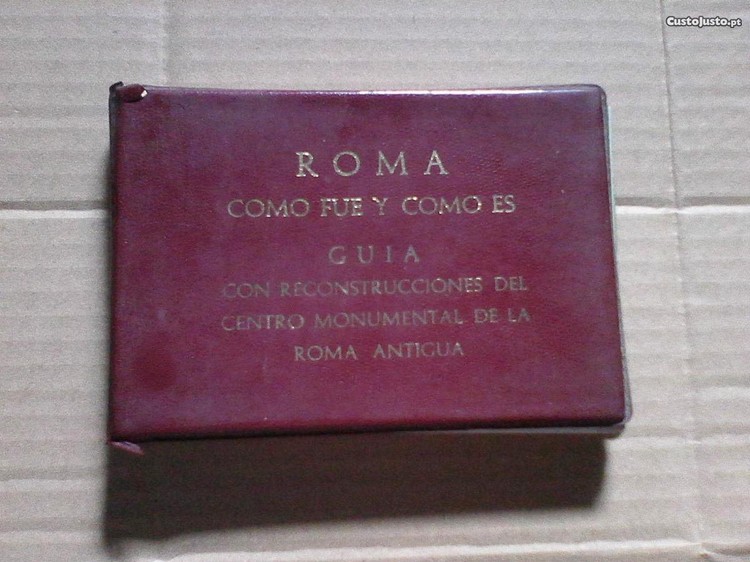 CustoJusto.pt
ROMA
COMO FUE Y COMO ES
GUIA
CON RECONSTRUCCIONES DEL
CENTRO MONUMENTAL DE LA
ROMA ANTIGUA